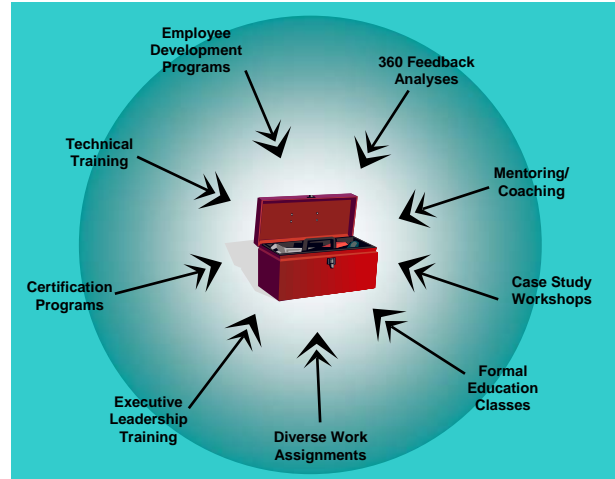 Employee
Development
Programs
360 Feedback
Analyses
Technical
Training
Mentoring/
Coaching
Certification
Programs
Case Study
Workshops
Formal
Education
Classes
Executive
Leadership
Training
Diverse Work
Assignments